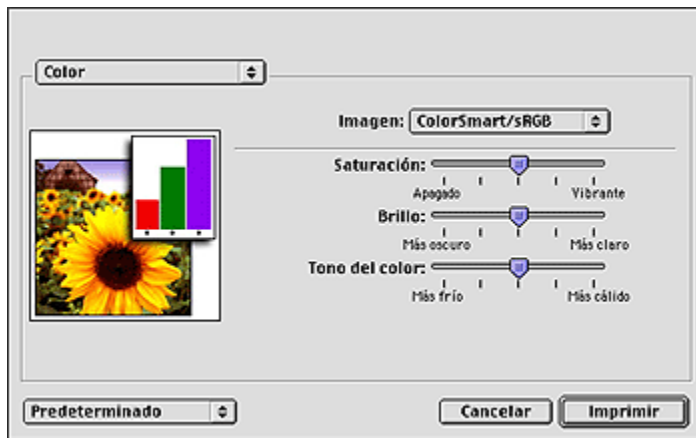 Color
Imagen: ColorSmart/sRGB
Saturación:
Apagado Vibrante
Brillo:
Más oscuro Más claro
Tono del color:
Más frío Más cálido
Predeterminado Cancelar Imprimir